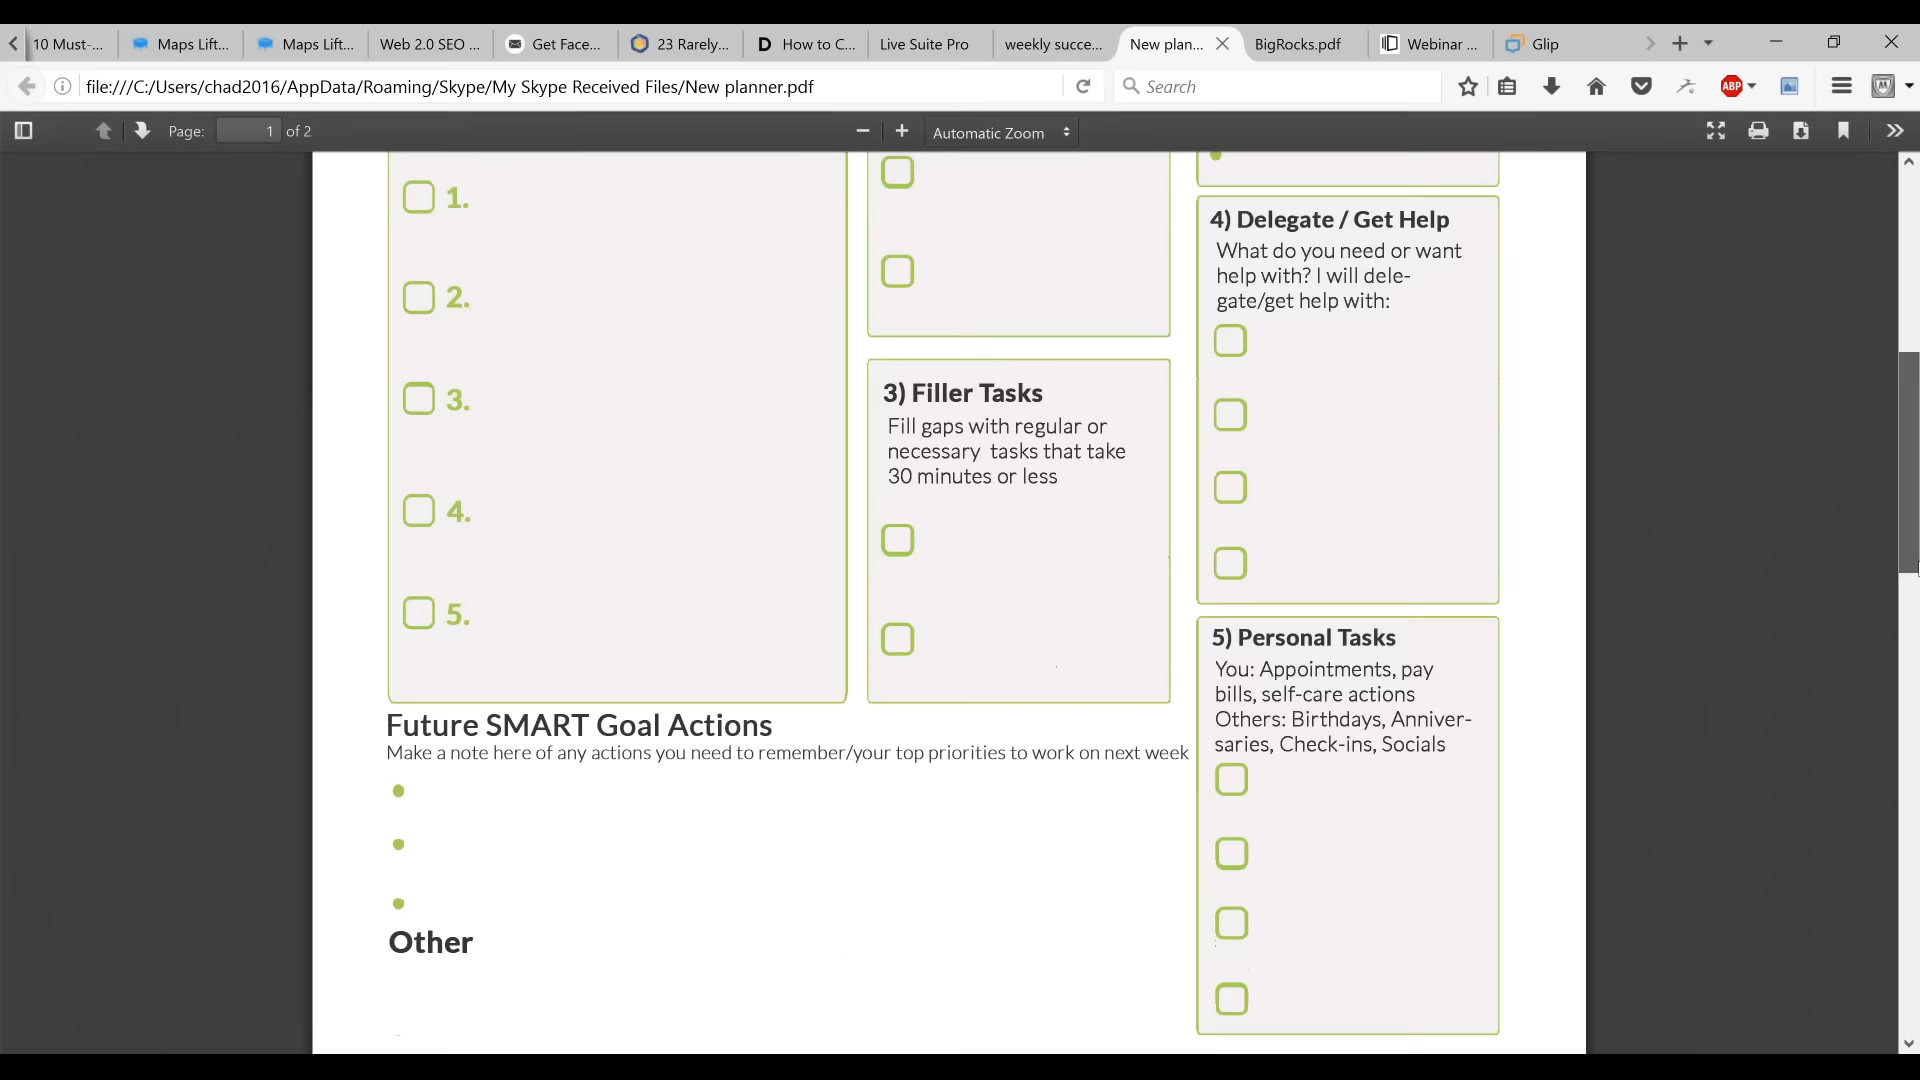 10 Must-...
Maps Lift...
Maps Lift...
Web 2.0 SEO ...
Get Face...
23 Rarely...
How to C...
Live Suite Pro
weekly succe...
New plan...
BigRocks.pdf
Webinar ...
Glip
file:///C:/Users/chad2016/AppData/Roaming/Skype/My Skype Received Files/New planner.pdf
Search
ABP
Page: 1 of 2
Automatic Zoom
1.
2.
3.
4.
5.
3) Filler Tasks
Fill gaps with regular or
necessary tasks that take
30 minutes or less
4) Delegate / Get Help
What do you need or want
help with? I will dele-
gate/get help with:
5) Personal Tasks
You: Appointments, pay
bills, self-care actions
Others: Birthdays, Anniver-
saries, Check-ins, Socials
Future SMART Goal Actions
Make a note here of any actions you need to remember/your top priorities to work on next week
Other